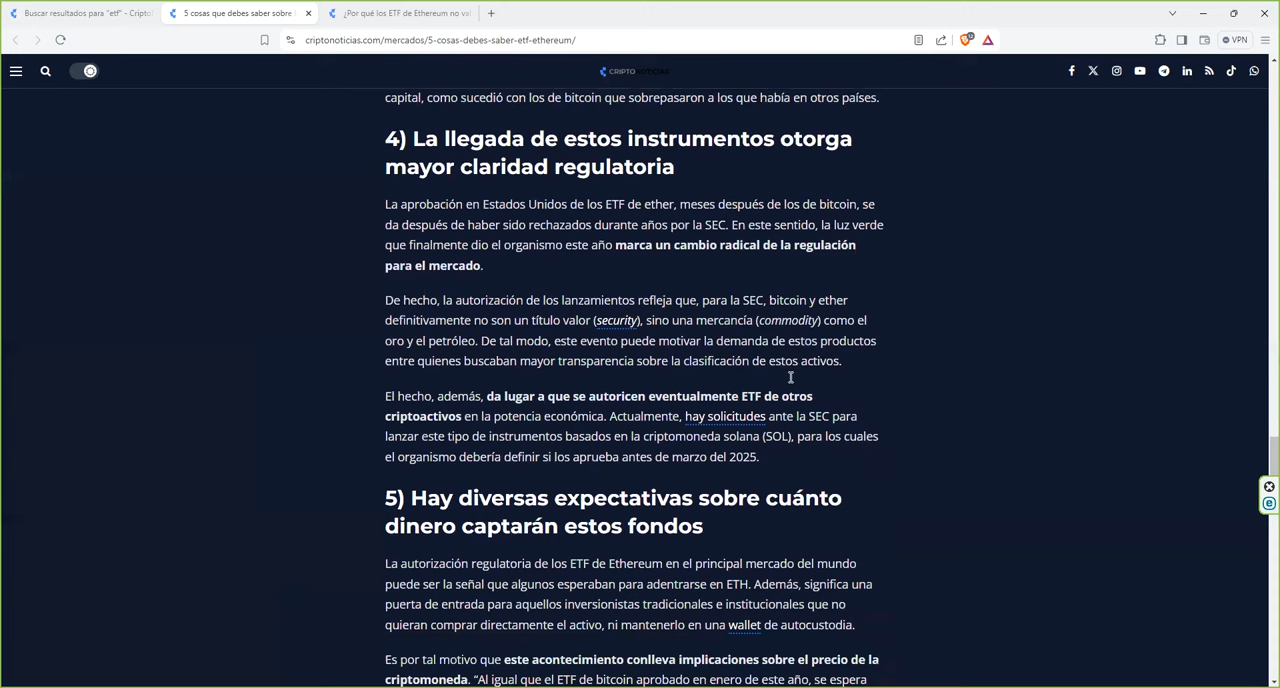 Buscar resultados para "etf" - Cripto
5 cosas que debes saber sobre
¿Por qué los ETF de Ethereum no va
criptonoticias.com/mercados/5-cosas-debes-saber-etf-ethereum/
VPN
CRIPTONOTICIAS
capital, como sucedió con los de bitcoin que sobrepasaron a los que había en otros países.
4) La llegada de estos instrumentos otorga
mayor claridad regulatoria
La aprobación en Estados Unidos de los ETF de ether, meses después de los de bitcoin, se
da después de haber sido rechazados durante años por la SEC. En este sentido, la luz verde
que finalmente dio el organismo este año marca un cambio radical de la regulación
para el mercado.
De hecho, la autorización de los lanzamientos refleja que, para la SEC, bitcoin y ether
definitivamente no son un título valor (security), sino una mercancía (commodity) como el
oro y el petróleo. De tal modo, este evento puede motivar la demanda de estos productos
entre quienes buscaban mayor transparencia sobre la clasificación de estos activos.
El hecho, además, da lugar a que se autoricen eventualmente ETF de otros
criptoactivos en la potencia económica. Actualmente, hay solicitudes ante la SEC para
lanzar este tipo de instrumentos basados en la criptomoneda solana (SOL), para los cuales
el organismo debería definir si los aprueba antes de marzo del 2025.
5) Hay diversas expectativas sobre cuánto
dinero captarán estos fondos
La autorización regulatoria de los ETF de Ethereum en el principal mercado del mundo
puede ser la señal que algunos esperaban para adentrarse en ETH. Además, significa una
puerta de entrada para aquellos inversionistas tradicionales e institucionales que no
quieran comprar directamente el activo, ni mantenerlo en una wallet de autocustodia.
Es por tal motivo que este acontecimiento conlleva implicaciones sobre el precio de la
criptomoneda. "Al igual que el ETF de bitcoin aprobado en enero de este año, se espera